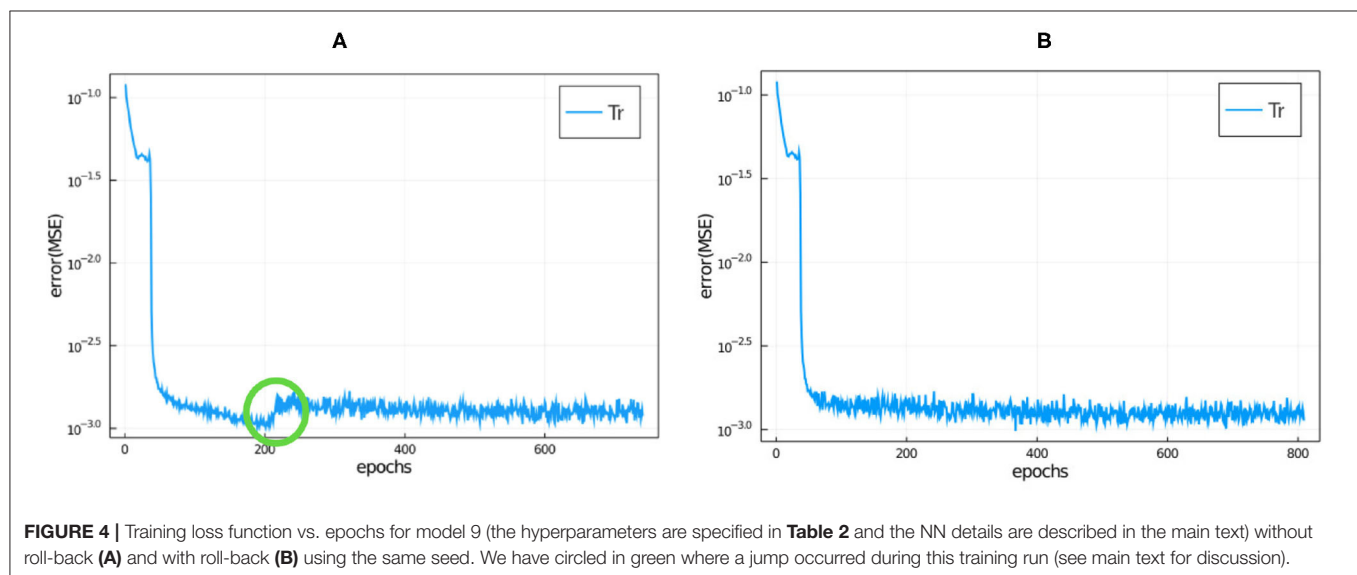 A
10^-1.0
10^-1.5
10^-2.0
10^-2.5
10^-3.0
error(MSE)
0
200
400
600
epochs
Tr
B
10^-1.0
10^-1.5
10^-2.0
10^-2.5
10^-3.0
error(MSE)
0
200
400
600
800
epochs
Tr
FIGURE 4 | Training loss function vs. epochs for model 9 (the hyperparameters are specified in Table 2 and the NN details are described in the main text) without
roll-back (A) and with roll-back (B) using the same seed. We have circled in green where a jump occurred during this training run (see main text for discussion).